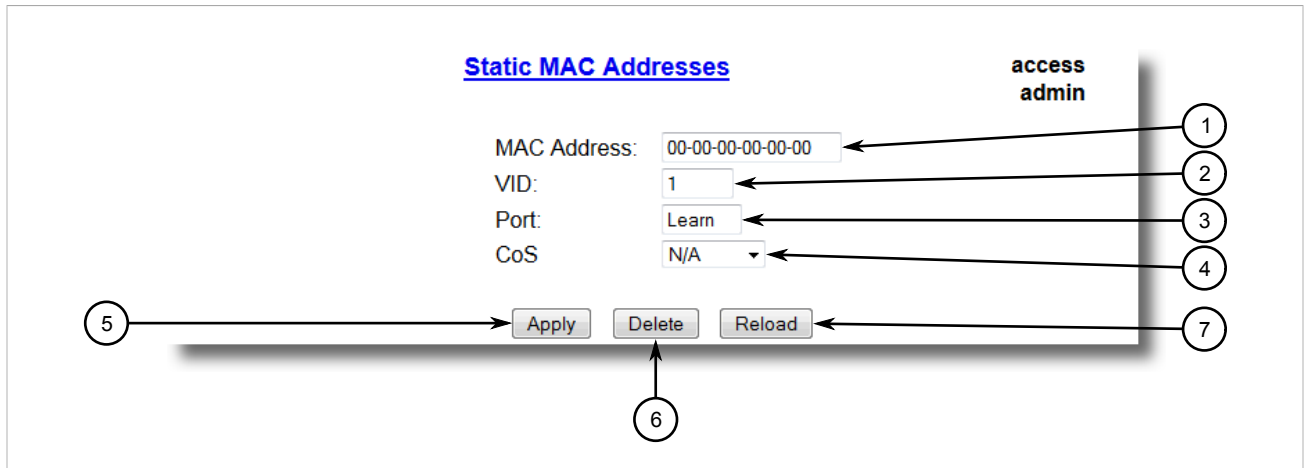 Static MAC Addresses
access
admin
MAC Address: 00-00-00-00-00-00
VID: 1
Port: Learn
CoS N/A
Apply Delete Reload
1
2
3
4
5
6
7